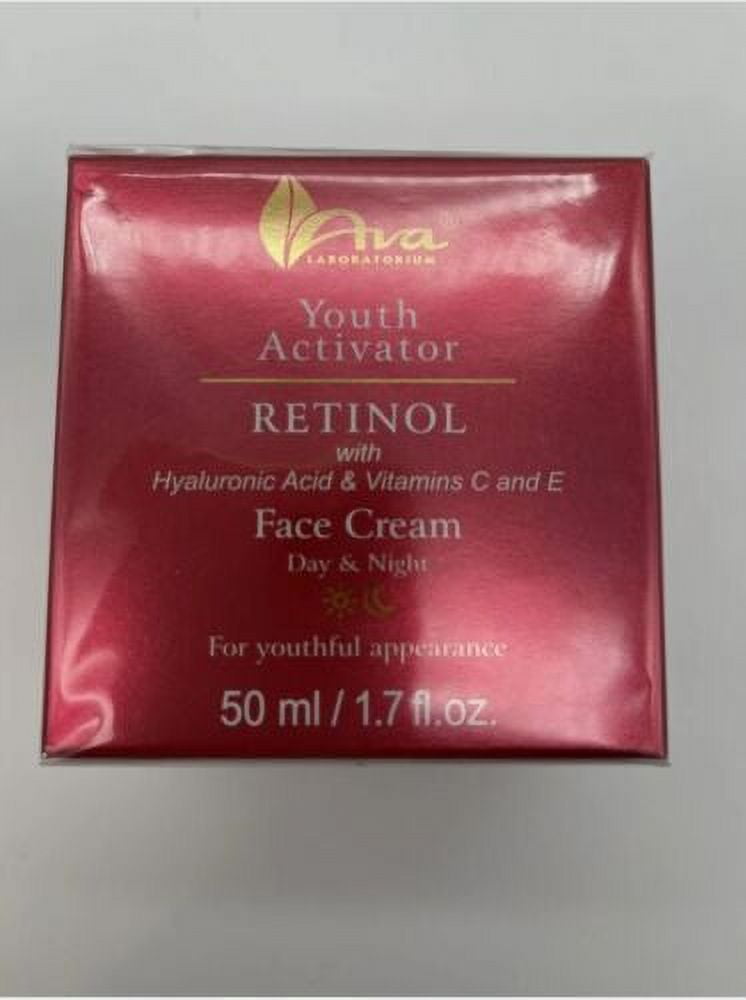 Ava
LABORATORIUM
Youth
Activator
RETINOL
with
Hyaluronic Acid & Vitamins C and E
Face Cream
Day & Night
For youthful appearance
50 ml / 1.7 fl.oz.